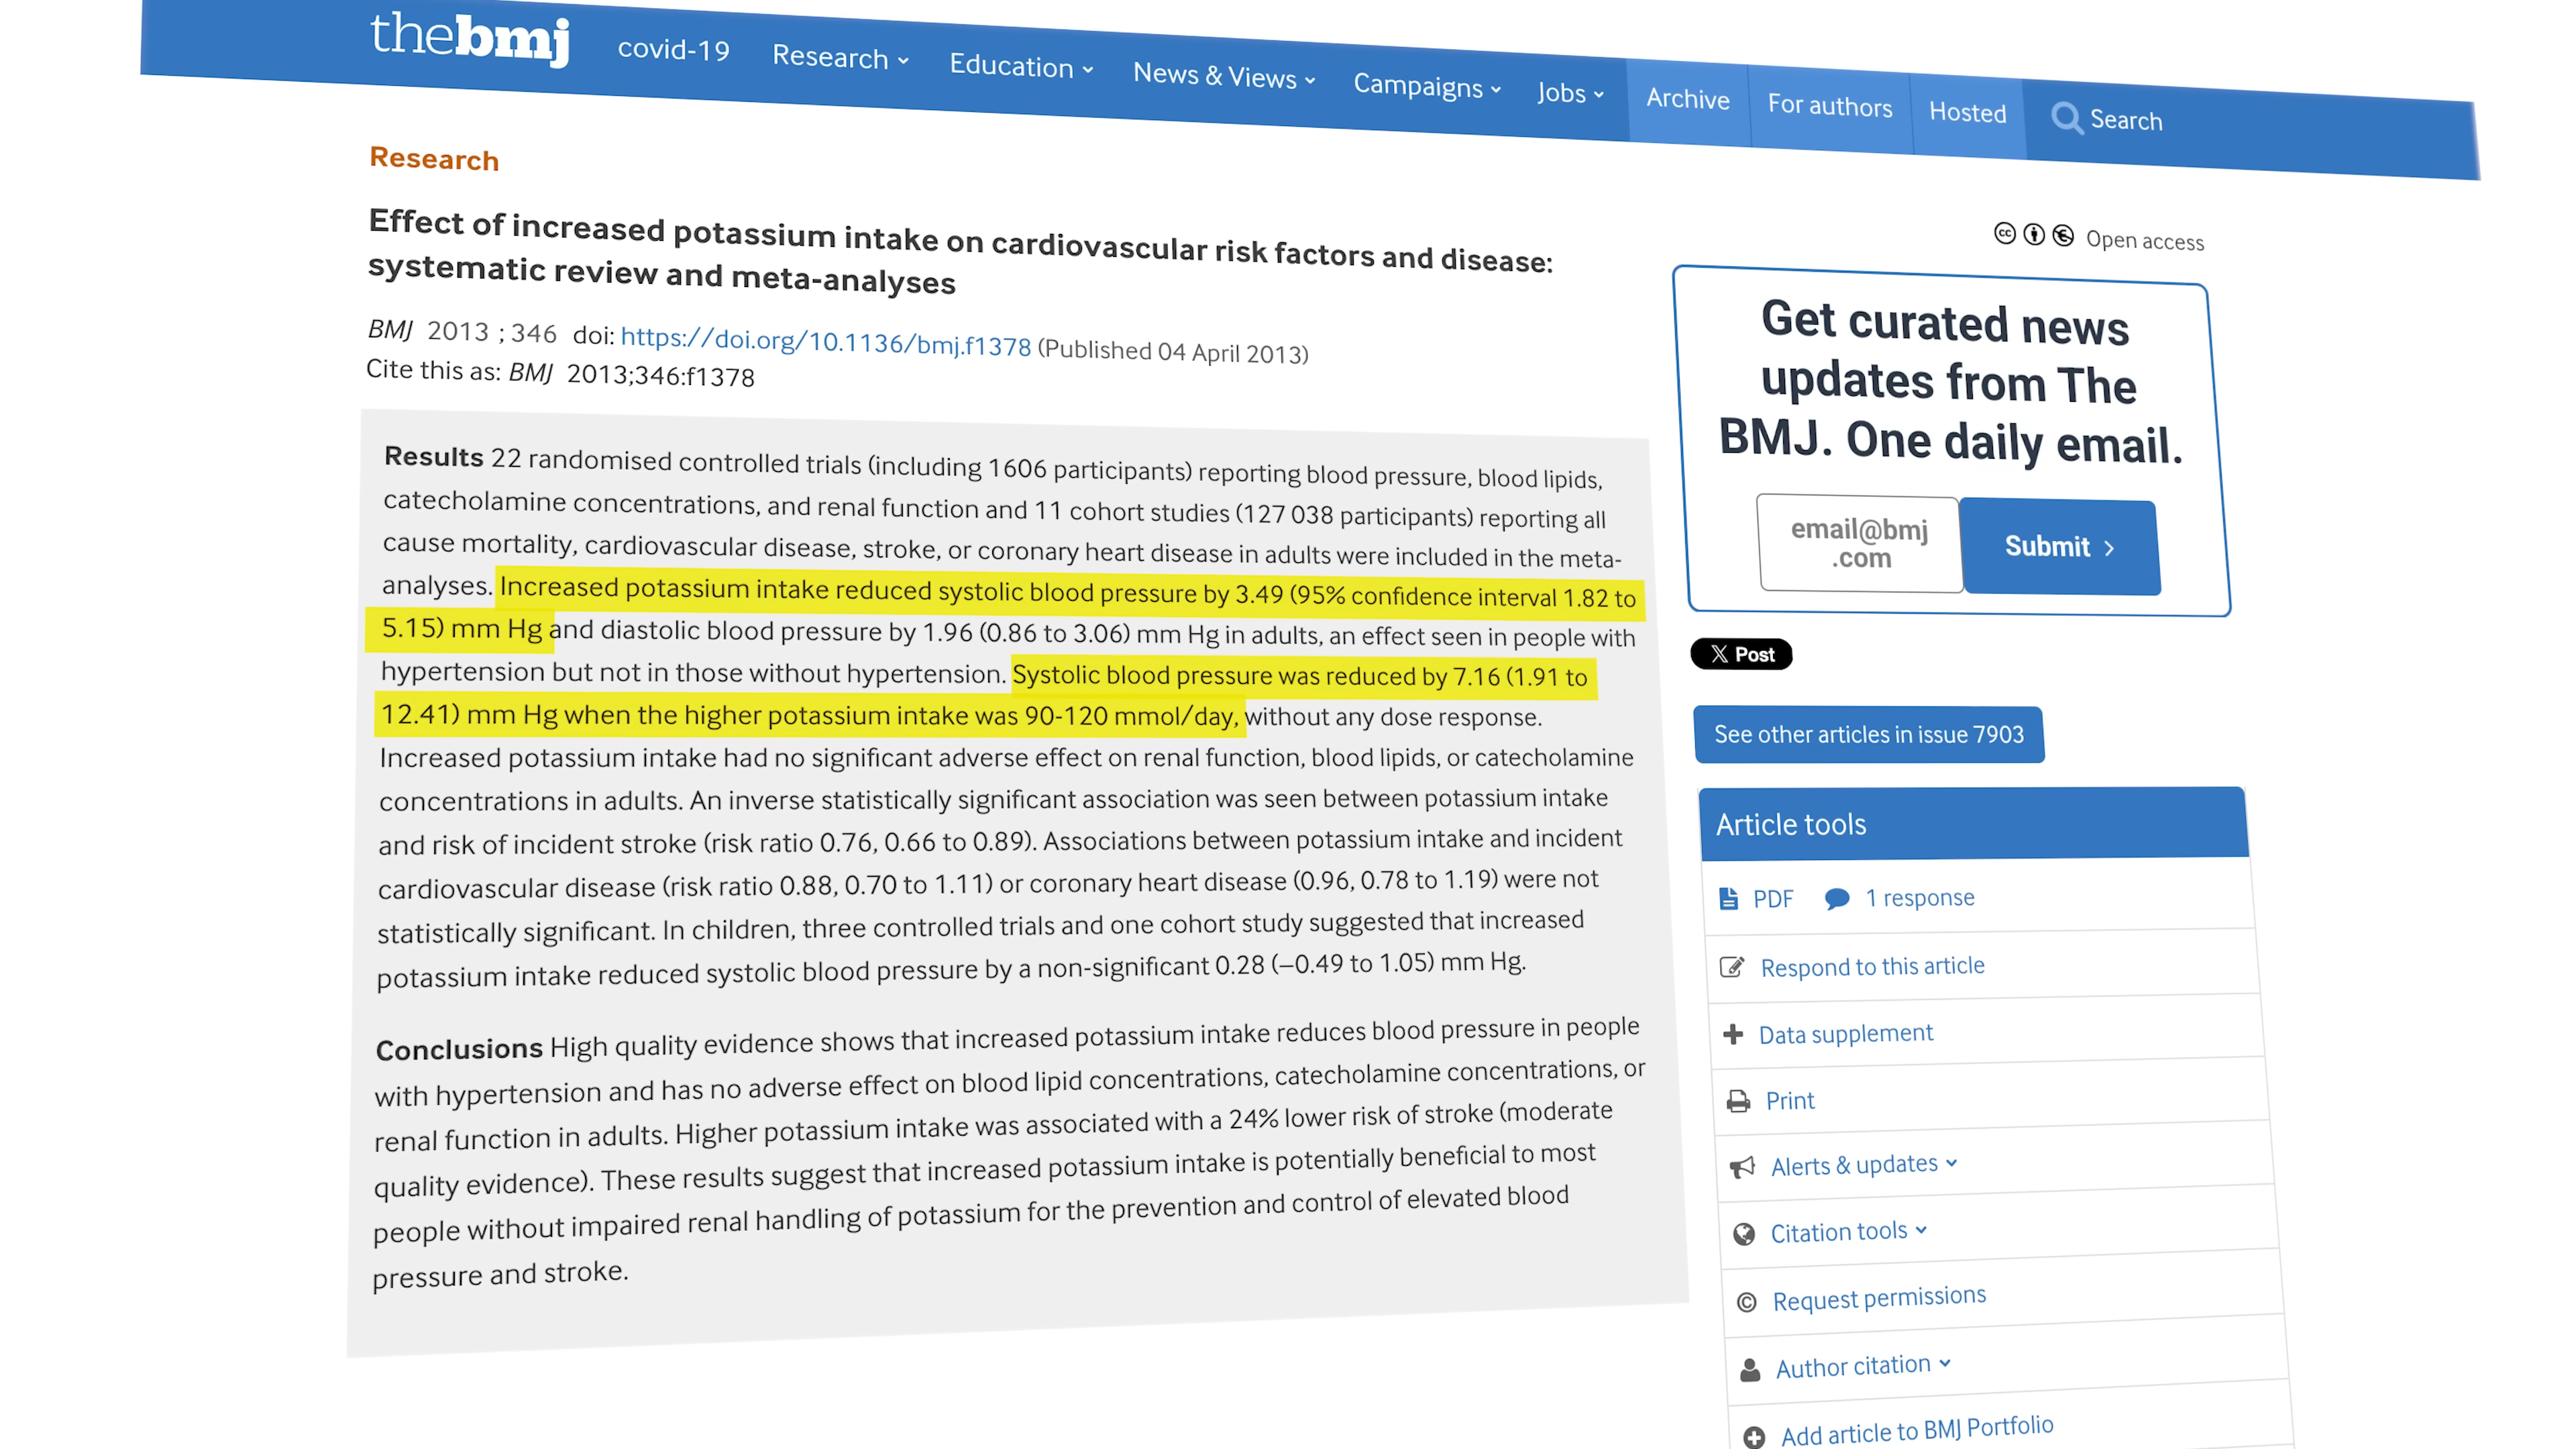 thebmj covid-19 Research Education News & Views Campaigns Jobs Archive For authors Hosted Search
Research
Effect of increased potassium intake on cardiovascular risk factors and disease:
systematic review and meta-analyses
BMJ 2013 ; 346 doi: https://doi.org/10.1136/bmj.f1378 (Published 04 April 2013)
Cite this as: BMJ 2013;346:f1378
Results 22 randomised controlled trials (including 1606 participants) reporting blood pressure, blood lipids,
catecholamine concentrations, and renal function and 11 cohort studies (127 038 participants) reporting all
cause mortality, cardiovascular disease, stroke, or coronary heart disease in adults were included in the meta-
analyses. Increased potassium intake reduced systolic blood pressure by 3.49 (95% confidence interval 1.82 to
5.15) mm Hg and diastolic blood pressure by 1.96 (0.86 to 3.06) mm Hg in adults, an effect seen in people with
hypertension but not in those without hypertension. Systolic blood pressure was reduced by 7.16 (1.91 to
12.41) mm Hg when the higher potassium intake was 90-120 mmol/day, without any dose response.
Increased potassium intake had no significant adverse effect on renal function, blood lipids, or catecholamine
concentrations in adults. An inverse statistically significant association was seen between potassium intake
and risk of incident stroke (risk ratio 0.76, 0.66 to 0.89). Associations between potassium intake and incident
cardiovascular disease (risk ratio 0.88, 0.70 to 1.11) or coronary heart disease (0.96, 0.78 to 1.19) were not
statistically significant. In children, three controlled trials and one cohort study suggested that increased
potassium intake reduced systolic blood pressure by a non-significant 0.28 (–0.49 to 1.05) mm Hg.
Conclusions High quality evidence shows that increased potassium intake reduces blood pressure in people
with hypertension and has no adverse effect on blood lipid concentrations, catecholamine concentrations, or
renal function in adults. Higher potassium intake was associated with a 24% lower risk of stroke (moderate
quality evidence). These results suggest that increased potassium intake is potentially beneficial to most
people without impaired renal handling of potassium for the prevention and control of elevated blood
pressure and stroke.
Open access
Get curated news
updates from The
BMJ. One daily email.
email@bmj
.com
Submit
X Post
See other articles in issue 7903
Article tools
PDF 1 response
Respond to this article
Data supplement
Print
Alerts & updates
Citation tools
Request permissions
Author citation
Add article to BMJ Portfolio